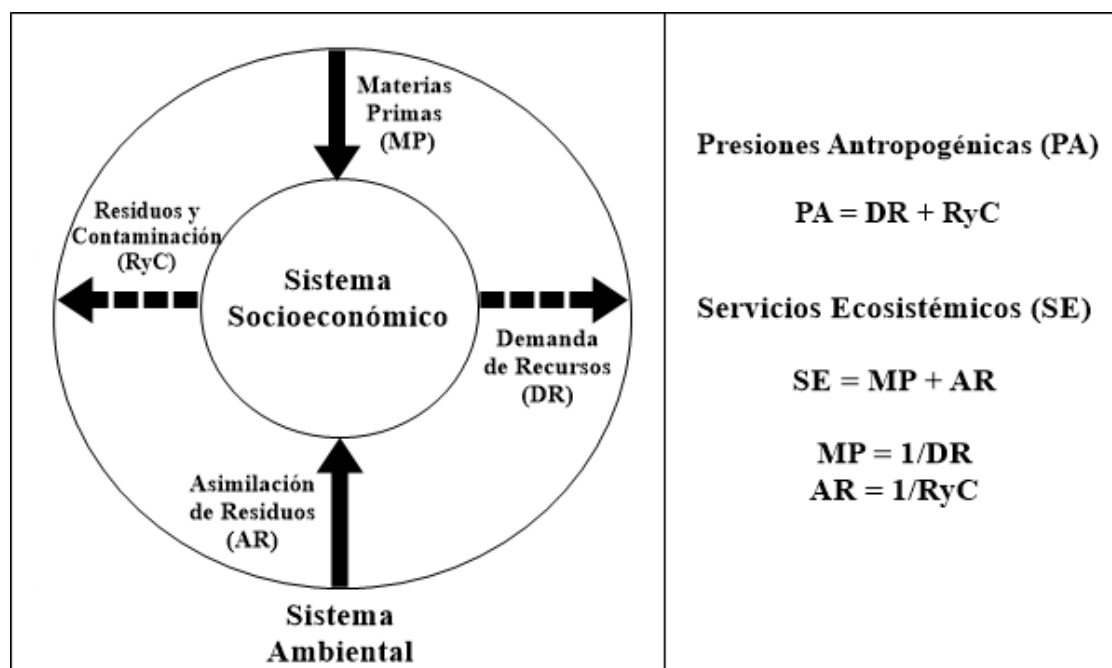 Materias
Primas
(MP)
Residuos y
Contaminación
(RyC)
Sistema
Socioeconómico
Demanda
de Recursos
(DR)
Asimilación
de Residuos
(AR)
Sistema
Ambiental
Presiones Antropogénicas (PA)
PA = DR + RyC
Servicios Ecosistémicos (SE)
SE = MP + AR
MP = 1/DR
AR = 1/RyC